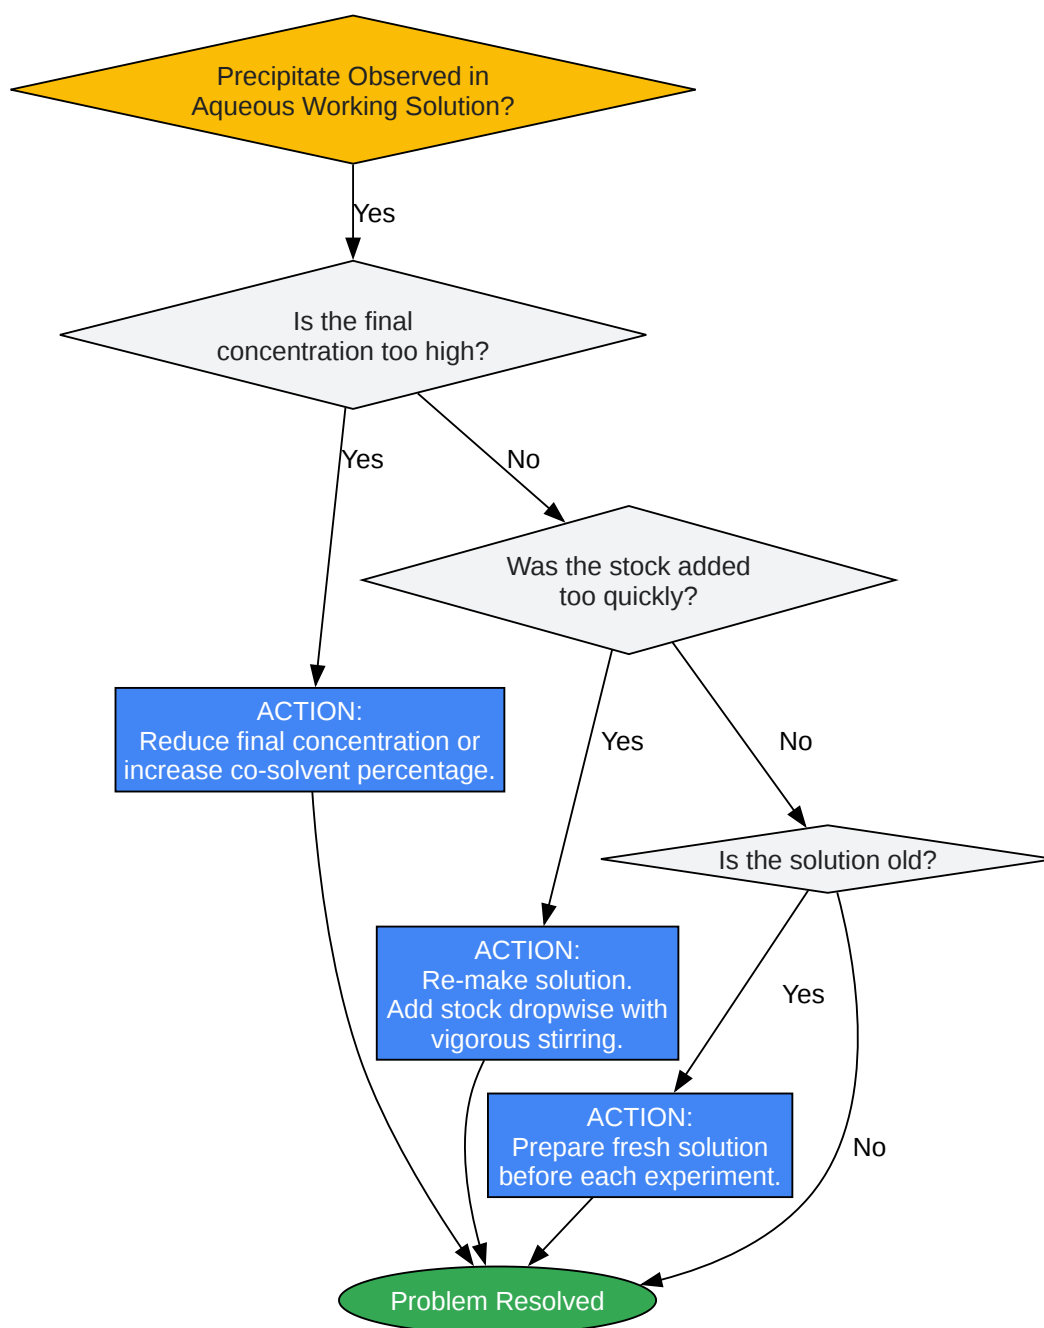 Precipitate Observed in
Aqueous Working Solution?
Yes
Is the final
concentration too high?
Yes
No
Was the stock added
too quickly?
ACTION:
Reduce final concentration or
increase co-solvent percentage.
Yes
No
Is the solution old?
ACTION:
Re-make solution.
Add stock dropwise with
vigorous stirring.
Yes
ACTION:
Prepare fresh solution
before each experiment.
No
Problem Resolved